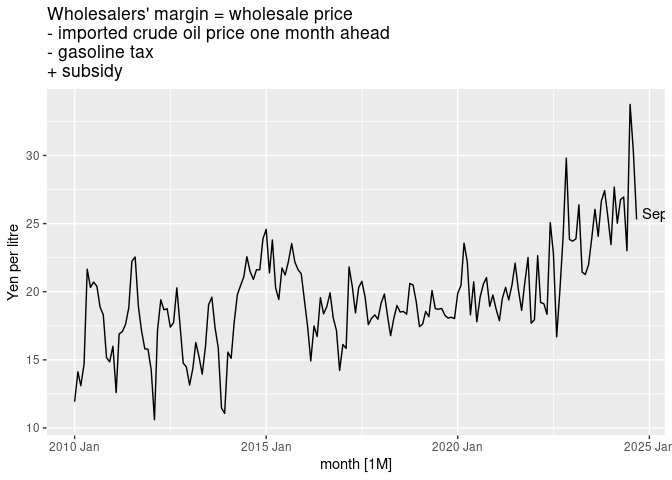 Wholesalers' margin = wholesale price
- imported crude oil price one month ahead
- gasoline tax
+ subsidy
Yen per litre
30
25
20
15
10
Sep
2010 Jan
2015 Jan
2020 Jan
2025 Jan
month [1M]